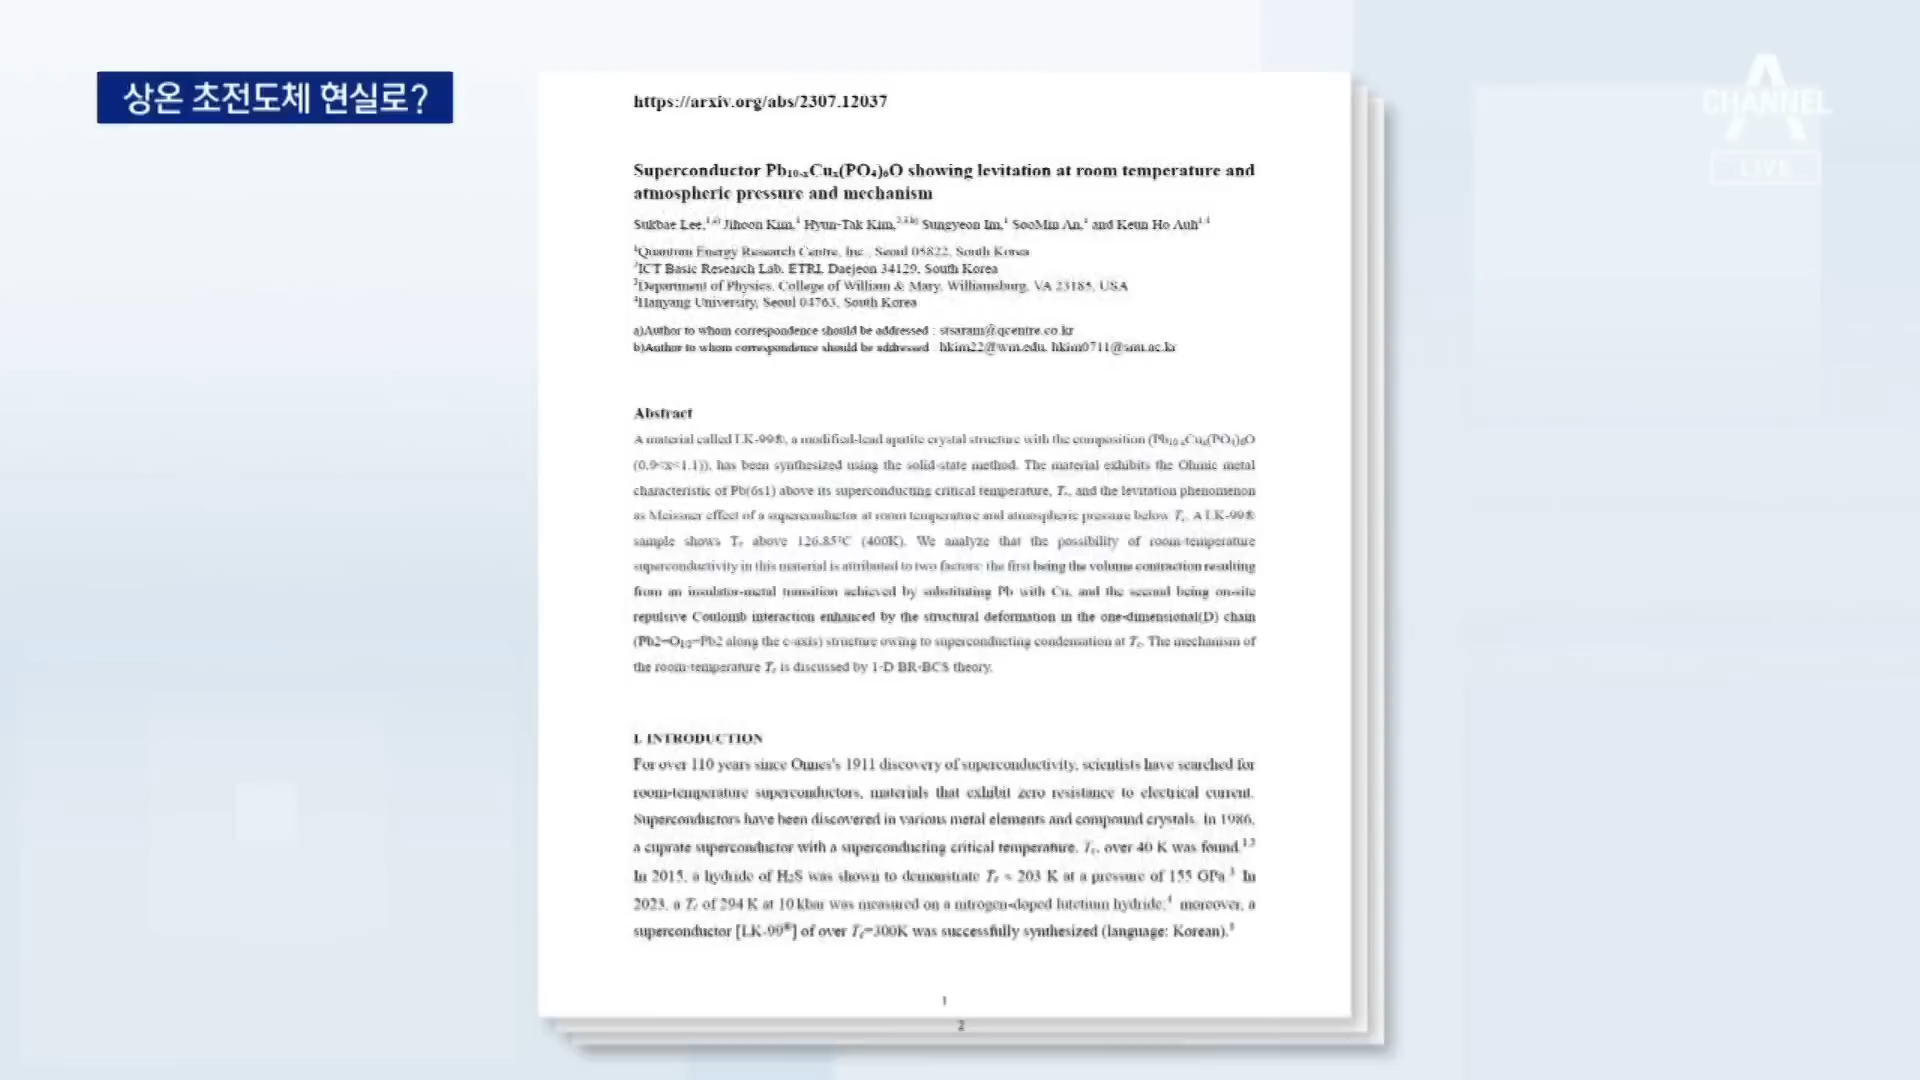 상온 초전도체 현실로?
CHANNEL
LIVE
https://arxiv.org/abs/2307.12037
Superconductor Pb₁₀₋ₓCuₓ(PO₄)₆O showing levitation at room temperature and
atmospheric pressure and mechanism
Sukbae Lee,¹,ᵃ⁾ Jihoon Kim,¹ Hyun-Tak Kim,²,³,ᵇ⁾ Sungyeon Im,¹ SooMin An,¹ and Keun Ho Auh¹,⁴
¹Quantum Energy Research Centre, Inc., Seoul 05822, South Korea
²ICT Basic Research Lab. ETRI, Daejeon 34129, South Korea
³Department of Physics, College of William & Mary, Williamsburg, VA 23185, USA
⁴Hanyang University, Seoul 04763, South Korea
a)Author to whom correspondence should be addressed : stsaram@qcentre.co.kr
b)Author to whom correspondence should be addressed : hkim22@wm.edu, hkim0711@snu.ac.kr
Abstract
A material called LK-99®, a modified-lead apatite crystal structure with the composition (Pb₁₀₋ₓCuₓ(PO₄)₆O
(0.9<x<1.1)), has been synthesized using the solid-state method. The material exhibits the Ohmic metal
characteristic of Pb(6s1) above its superconducting critical temperature, T꜀, and the levitation phenomenon
as Meissner effect of a superconductor at room temperature and atmospheric pressure below T꜀. A LK-99®
sample shows T꜀ above 126.85°C (400K). We analyze that the possibility of room-temperature
superconductivity in this material is attributed to two factors: the first being the volume contraction resulting
from an insulator-metal transition achieved by substituting Pb with Cu, and the second being on-site
repulsive Coulomb interaction enhanced by the structural deformation in the one-dimensional(D) chain
(Pb2-O₁/₂-Pb2 along the c-axis) structure owing to superconducting condensation at T꜀. The mechanism of
the room-temperature T꜀ is discussed by 1-D BR-BCS theory.
I. INTRODUCTION
For over 110 years since Onnes's 1911 discovery of superconductivity, scientists have searched for
room-temperature superconductors, materials that exhibit zero resistance to electrical current.
Superconductors have been discovered in various metal elements and compound crystals. In 1986,
a cuprate superconductor with a superconducting critical temperature, T꜀, over 40 K was found.¹,²
In 2015, a hydride of H₂S was shown to demonstrate T꜀ ≈ 203 K at a pressure of 155 GPa.³ In
2023, a T꜀ of 294 K at 10 kbar was measured on a nitrogen-doped lutetium hydride;⁴ moreover, a
superconductor [LK-99®] of over T꜀=300K was successfully synthesized (language: Korean).⁵
1
2